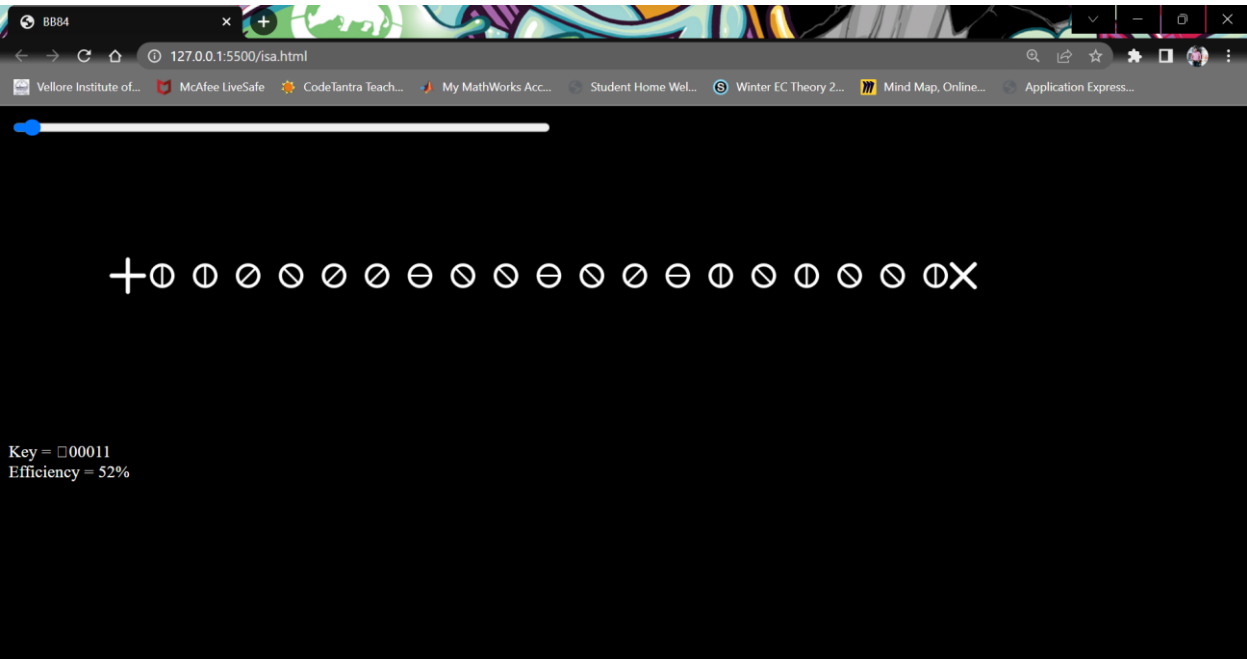 BB84
127.0.0.1:5500/isa.html
Vellore Institute of... McAfee LiveSafe CodeTantra Teach... My MathWorks Acc... Student Home Wel... Winter EC Theory 2... Mind Map, Online... Application Express...
Key = □00011
Efficiency = 52%